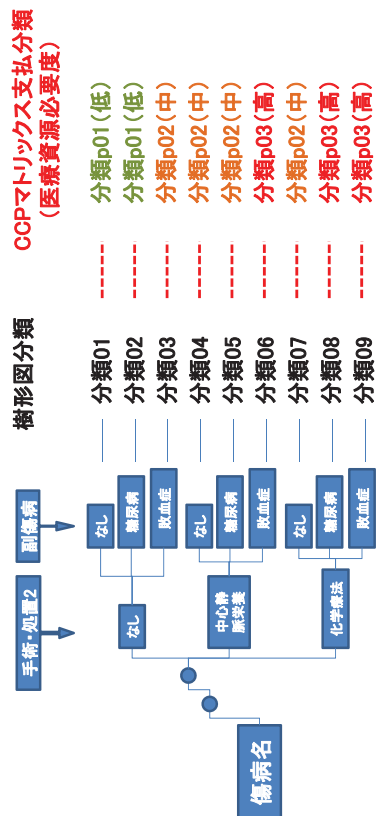 手術・処置2
副傷病
樹形図分類
CCPマトリックス支払分類
（医療資源必要度）
傷病名
なし
なし
分類01
分類p01（低）
糖尿病
分類02
分類p01（低）
敗血症
分類03
分類p02（中）
中心静
脈栄養
なし
分類04
分類p02（中）
糖尿病
分類05
分類p02（中）
敗血症
分類06
分類p03（高）
化学療法
なし
分類07
分類p02（中）
糖尿病
分類08
分類p03（高）
敗血症
分類09
分類p03（高）